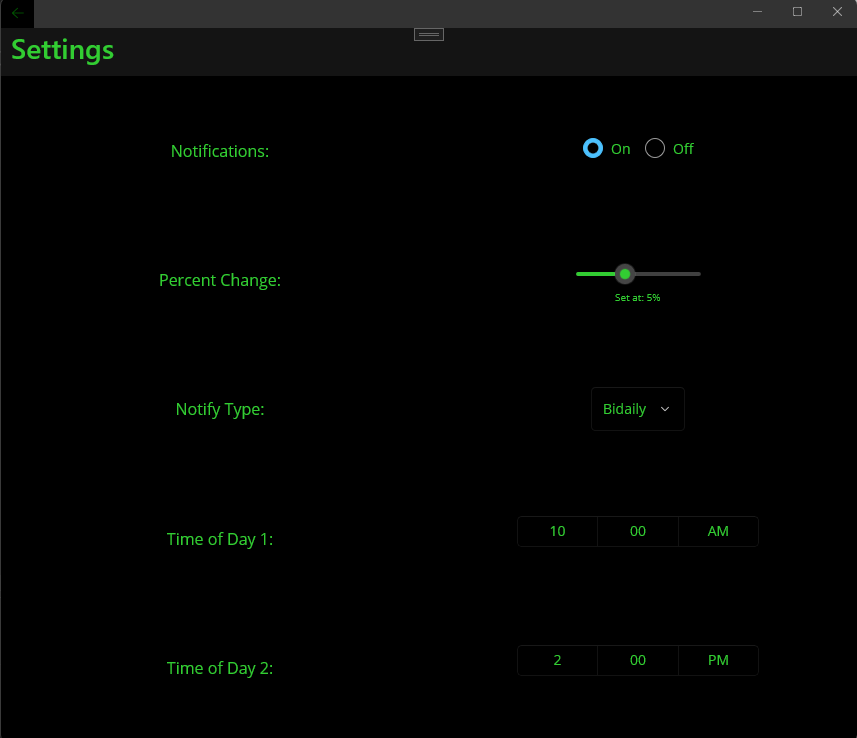 Settings
Notifications: On Off
Percent Change:
Set at: 5%
Notify Type: Bidaily
Time of Day 1: 10 00 AM
Time of Day 2: 2 00 PM